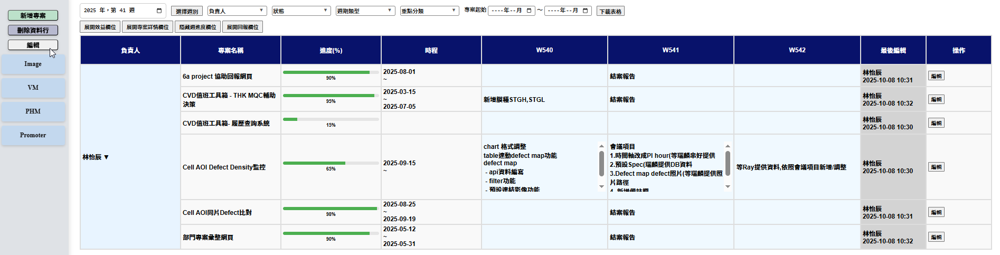 新增專案
刪除資料行
編輯
Image
VM
PHM
Promoter
2025 年，第 41 週
選擇週別
負責人
狀態
週期類型
重點分類
專案起始
----年--月
～
----年--月
下載表格
展開效益欄位
展開專案詳情欄位
隱藏週進度欄位
展開回報欄位
負責人
專案名稱
進度(%)
時程
W540
W541
W542
最後編輯
操作
林怡辰 ▼
6a project 協助回報網頁
90%
2025-08-01
~
結案報告
林怡辰
2025-10-08 10:31
編輯
CVD值班工具箱 - THK MQC輔助
決策
95%
2025-03-15
~
2025-07-05
新增膜種STGH,STGL
結案報告
林怡辰
2025-10-08 10:32
編輯
CVD值班工具箱- 履歷查詢系統
15%
林怡辰
2025-10-08 10:30
編輯
Cell AOI Defect Density監控
65%
2025-09-15
~
chart 格式調整
table連動defect map功能
defect map
- api資料編寫
- filter功能
- 預設連結影像功能
會議項目
1.時間軸改成PI hour(等瑞麟串好提供
2.預設Spec(瑞麟提供DB資料
3.Defect map defect照片(等瑞麟提供照
片路徑
4. 新增備註欄
等Ray提供資料,依照會議項目新增/調整
林怡辰
2025-10-08 10:30
編輯
Cell AOI同片Defect比對
98%
2025-08-25
~
2025-09-19
結案報告
林怡辰
2025-10-08 10:31
編輯
部門專案彙整網頁
90%
2025-05-12
~
2025-05-31
結案報告
林怡辰
2025-10-08 10:32
編輯